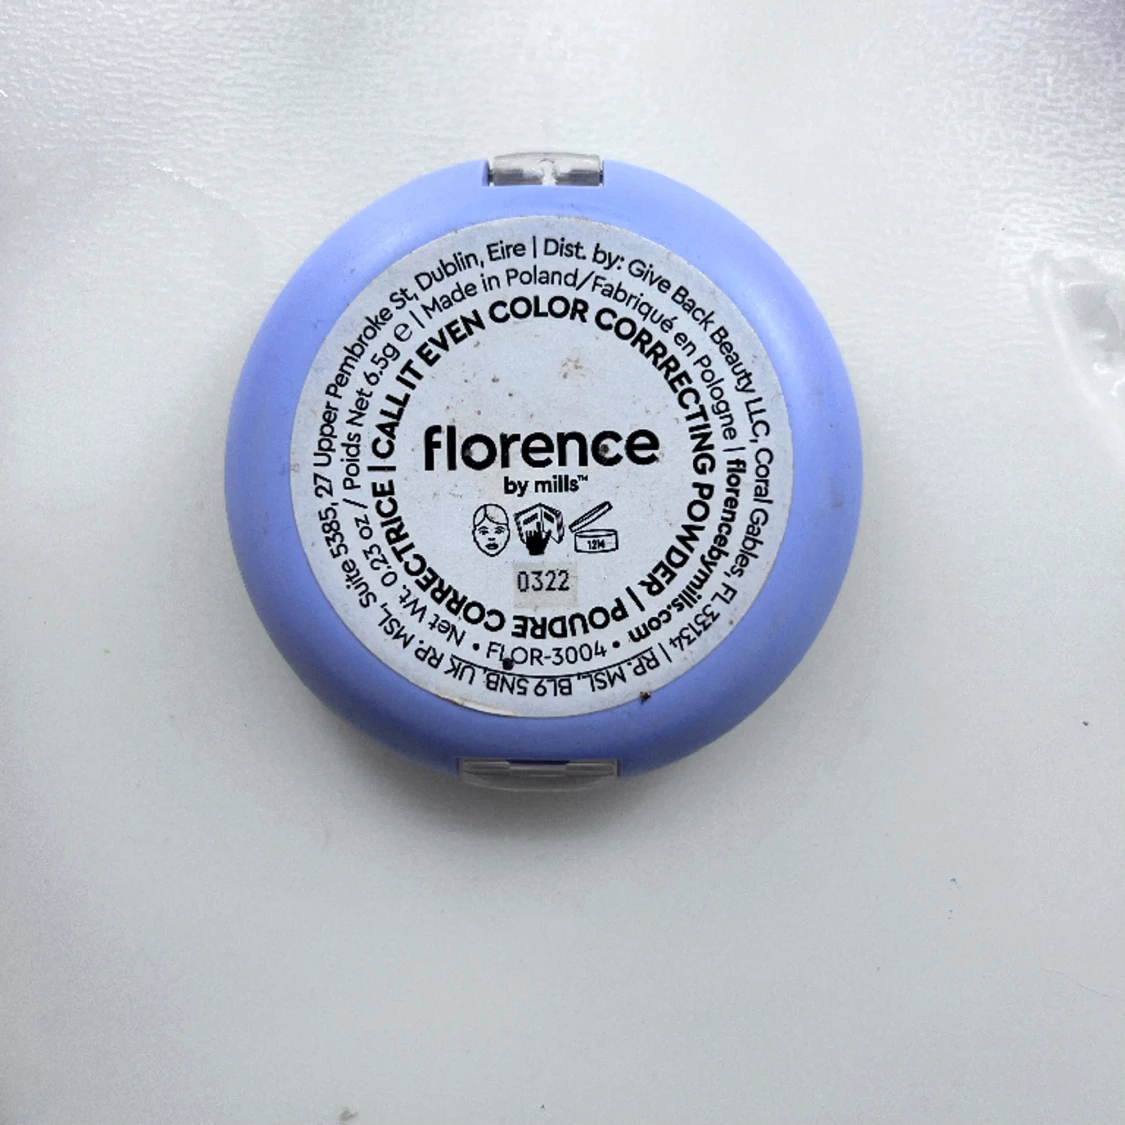 RP. MSL, BL9 5NB, UK RP. MSL, Suite 5385, 27 Upper Pembroke St, Dublin, Eire | Dist. by: Give Back Beauty LLC, Coral Gables, FL 33134 |
• FLOR-3004 • Net Wt. 0.23 oz / Poids Net 6.5g ℮ | Made in Poland/Fabriqué en Pologne | florencebymills.com
CALL IT EVEN COLOR CORRRECTING POWDER | POUDRE CORRECTRICE |
florence
by mills™
12M
0322